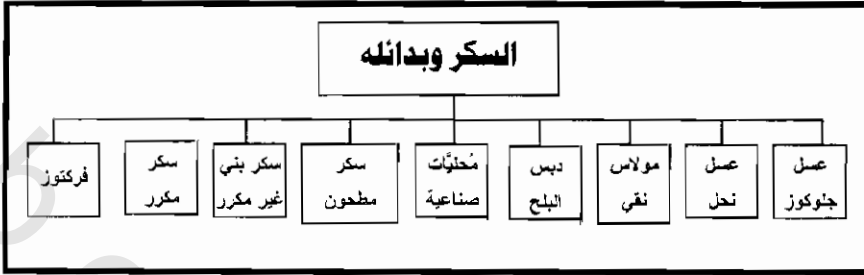 السكر وبدائله
عسل
جلوكوز
عسل
نحل
مولاس
نقي
دبس
البلح
مُحليَّات
صناعية
سكر
مطحون
سكر بني
غير مكرر
سكر
مكرر
فركتوز